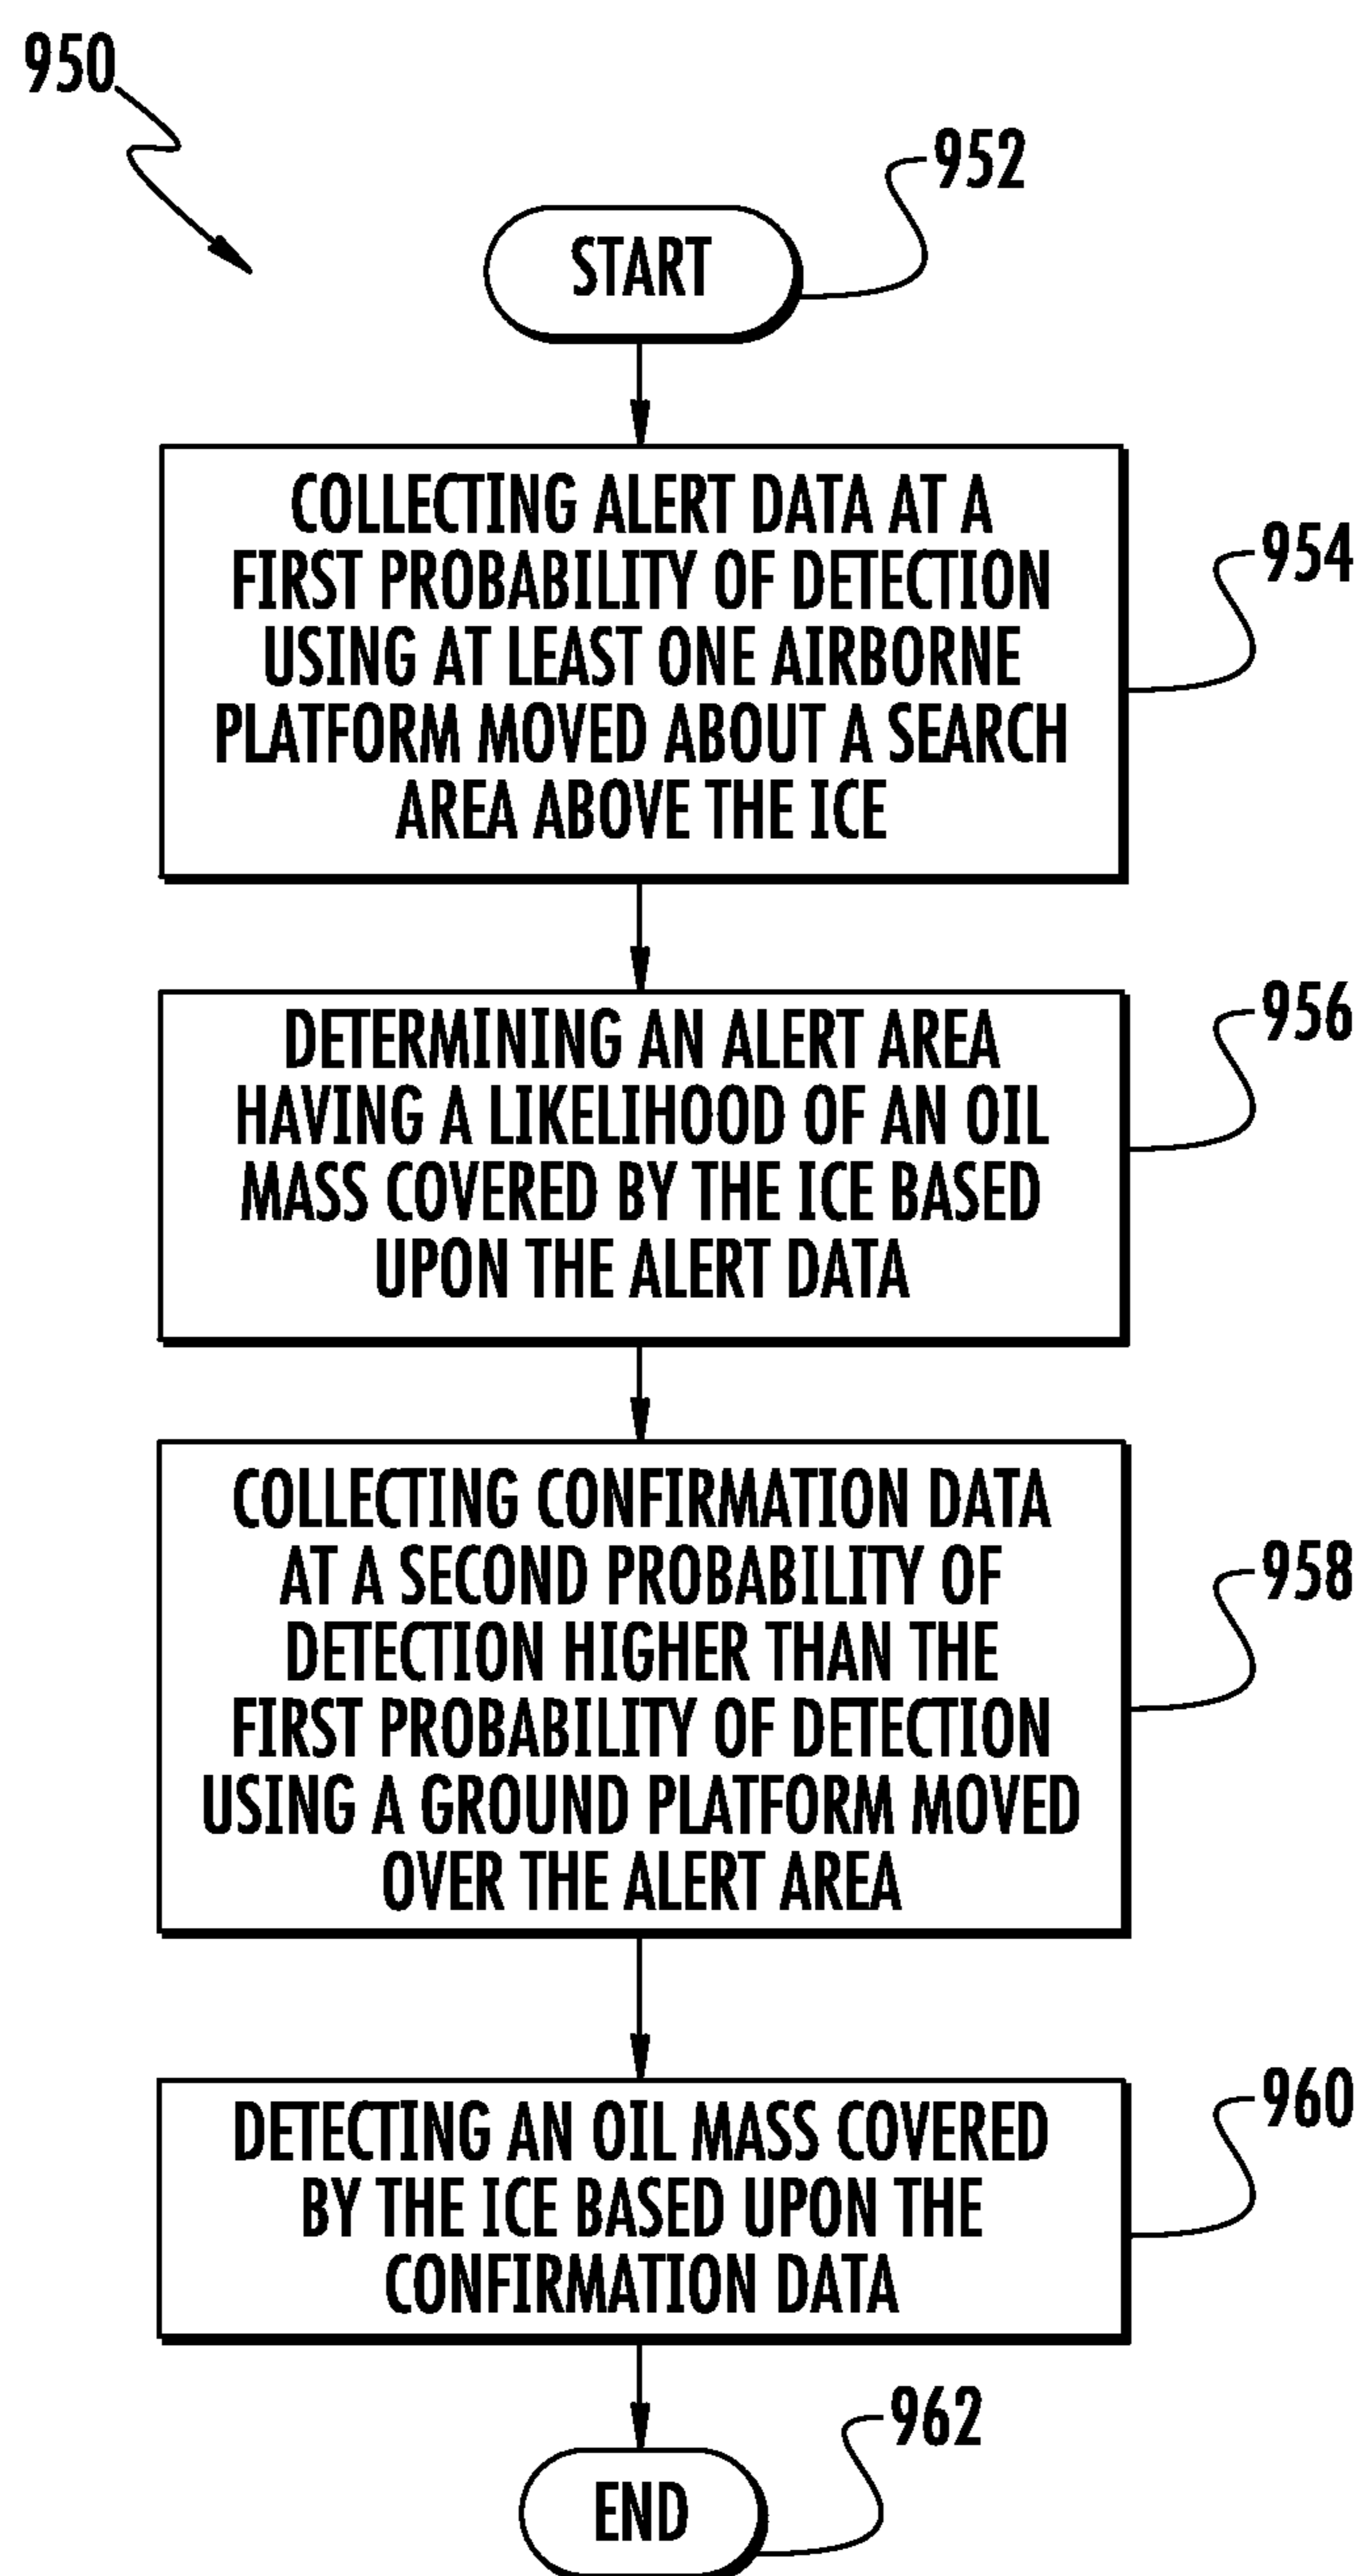 950
952
START
COLLECTING ALERT DATA AT A
FIRST PROBABILITY OF DETECTION
USING AT LEAST ONE AIRBORNE
PLATFORM MOVED ABOUT A SEARCH
AREA ABOVE THE ICE
954
DETERMINING AN ALERT AREA
HAVING A LIKELIHOOD OF AN OIL
MASS COVERED BY THE ICE BASED
UPON THE ALERT DATA
956
COLLECTING CONFIRMATION DATA
AT A SECOND PROBABILITY OF
DETECTION HIGHER THAN THE
FIRST PROBABILITY OF DETECTION
USING A GROUND PLATFORM MOVED
OVER THE ALERT AREA
958
DETECTING AN OIL MASS COVERED
BY THE ICE BASED UPON THE
CONFIRMATION DATA
960
962
END